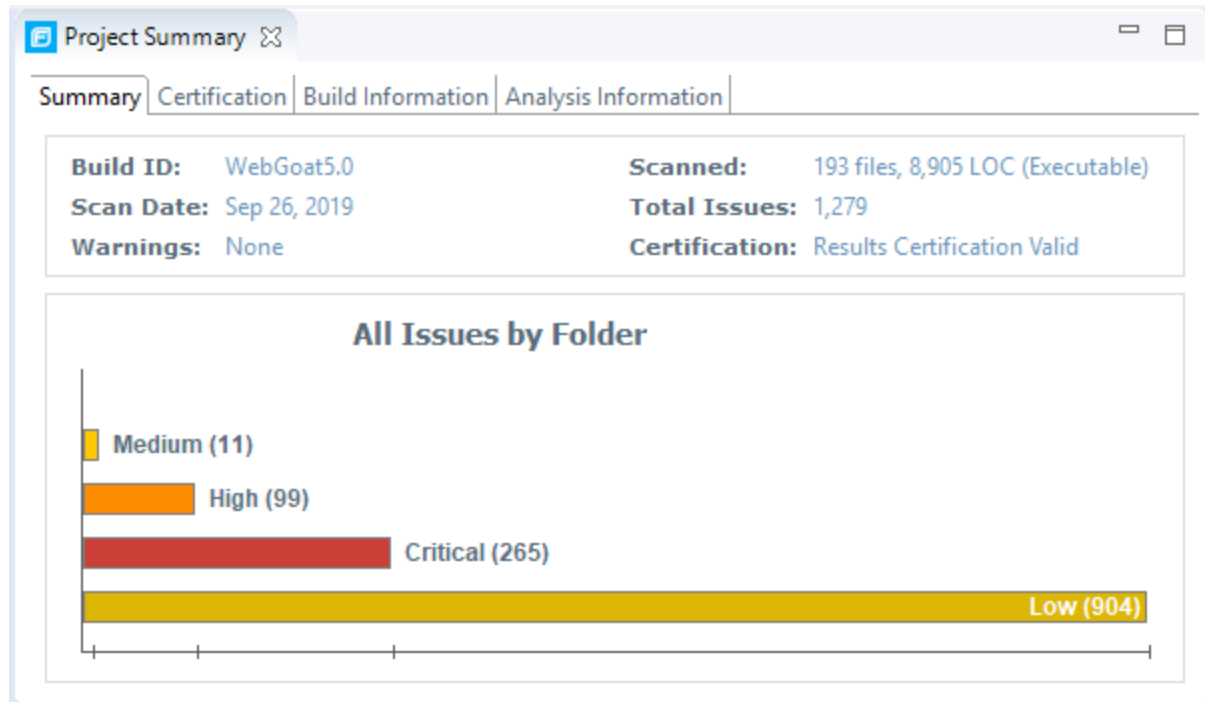 Project Summary
Summary Certification Build Information Analysis Information
Build ID: WebGoat5.0 Scanned: 193 files, 8,905 LOC (Executable)
Scan Date: Sep 26, 2019 Total Issues: 1,279
Warnings: None Certification: Results Certification Valid
All Issues by Folder
Medium (11)
High (99)
Critical (265)
Low (904)